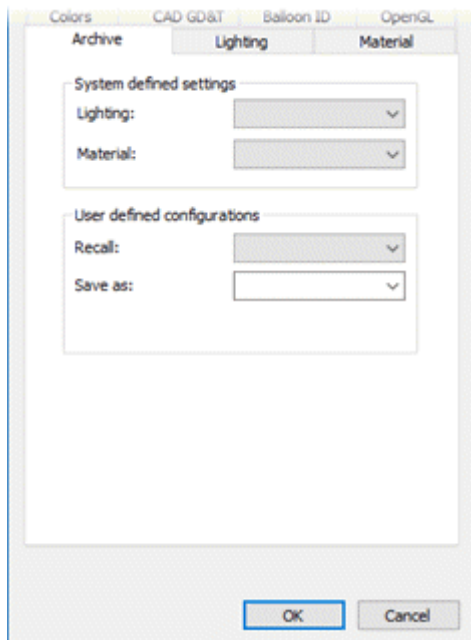 Colors CAD GD&T Balloon ID OpenGL
Archive Lighting Material
System defined settings
Lighting:
Material:
User defined configurations
Recall:
Save as:
OK Cancel